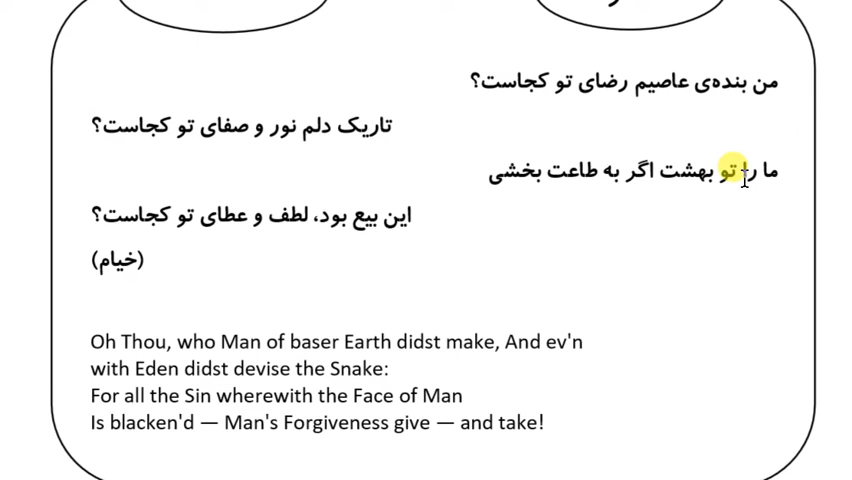 من بنده‌ی عاصیم رضای تو کجاست؟
تاریک دلم نور و صفای تو کجاست؟
ما را تو بهشت اگر به طاعت بخشی
این بیع بود، لطف و عطای تو کجاست؟
(خیام)
Oh Thou, who Man of baser Earth didst make, And ev'n
with Eden didst devise the Snake:
For all the Sin wherewith the Face of Man
Is blacken'd — Man's Forgiveness give — and take!